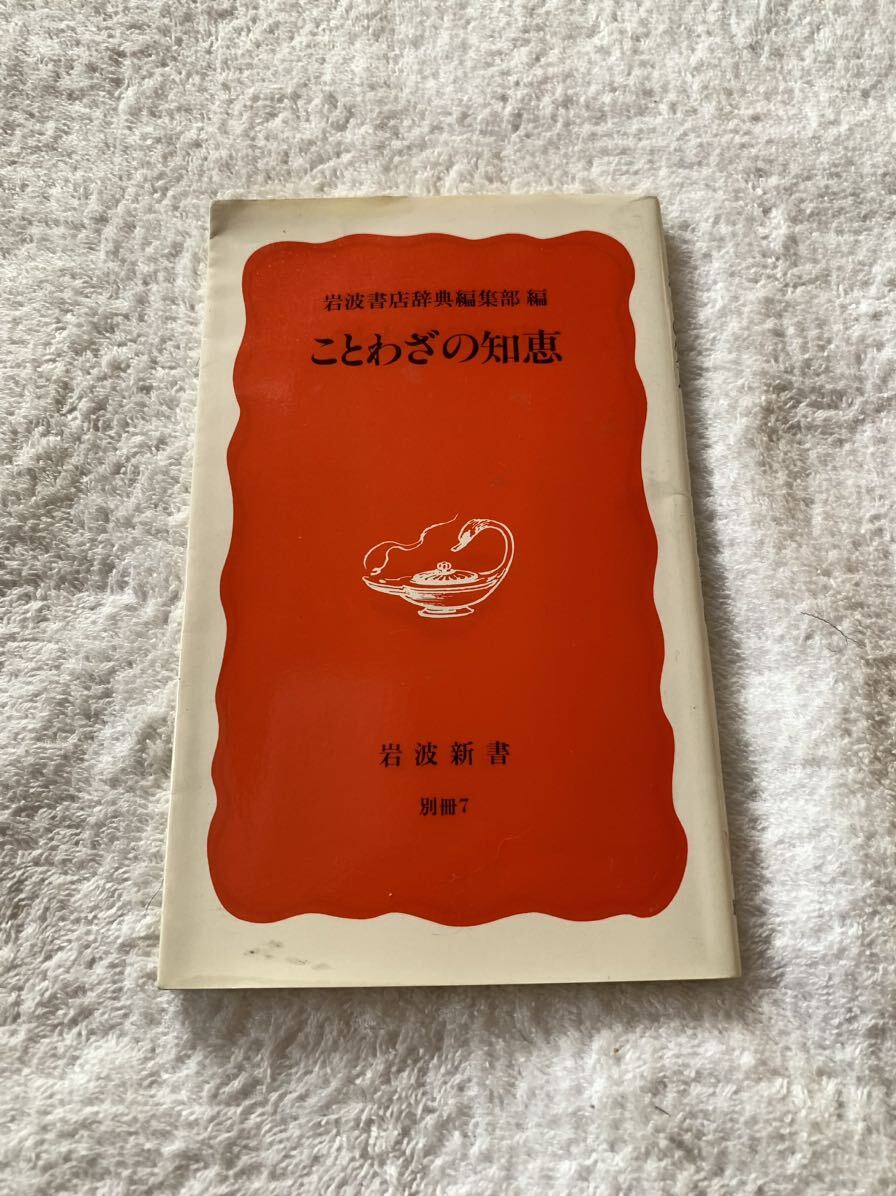 岩波書店辞典編集部 編
ことわざの知恵
岩波新書
別冊7